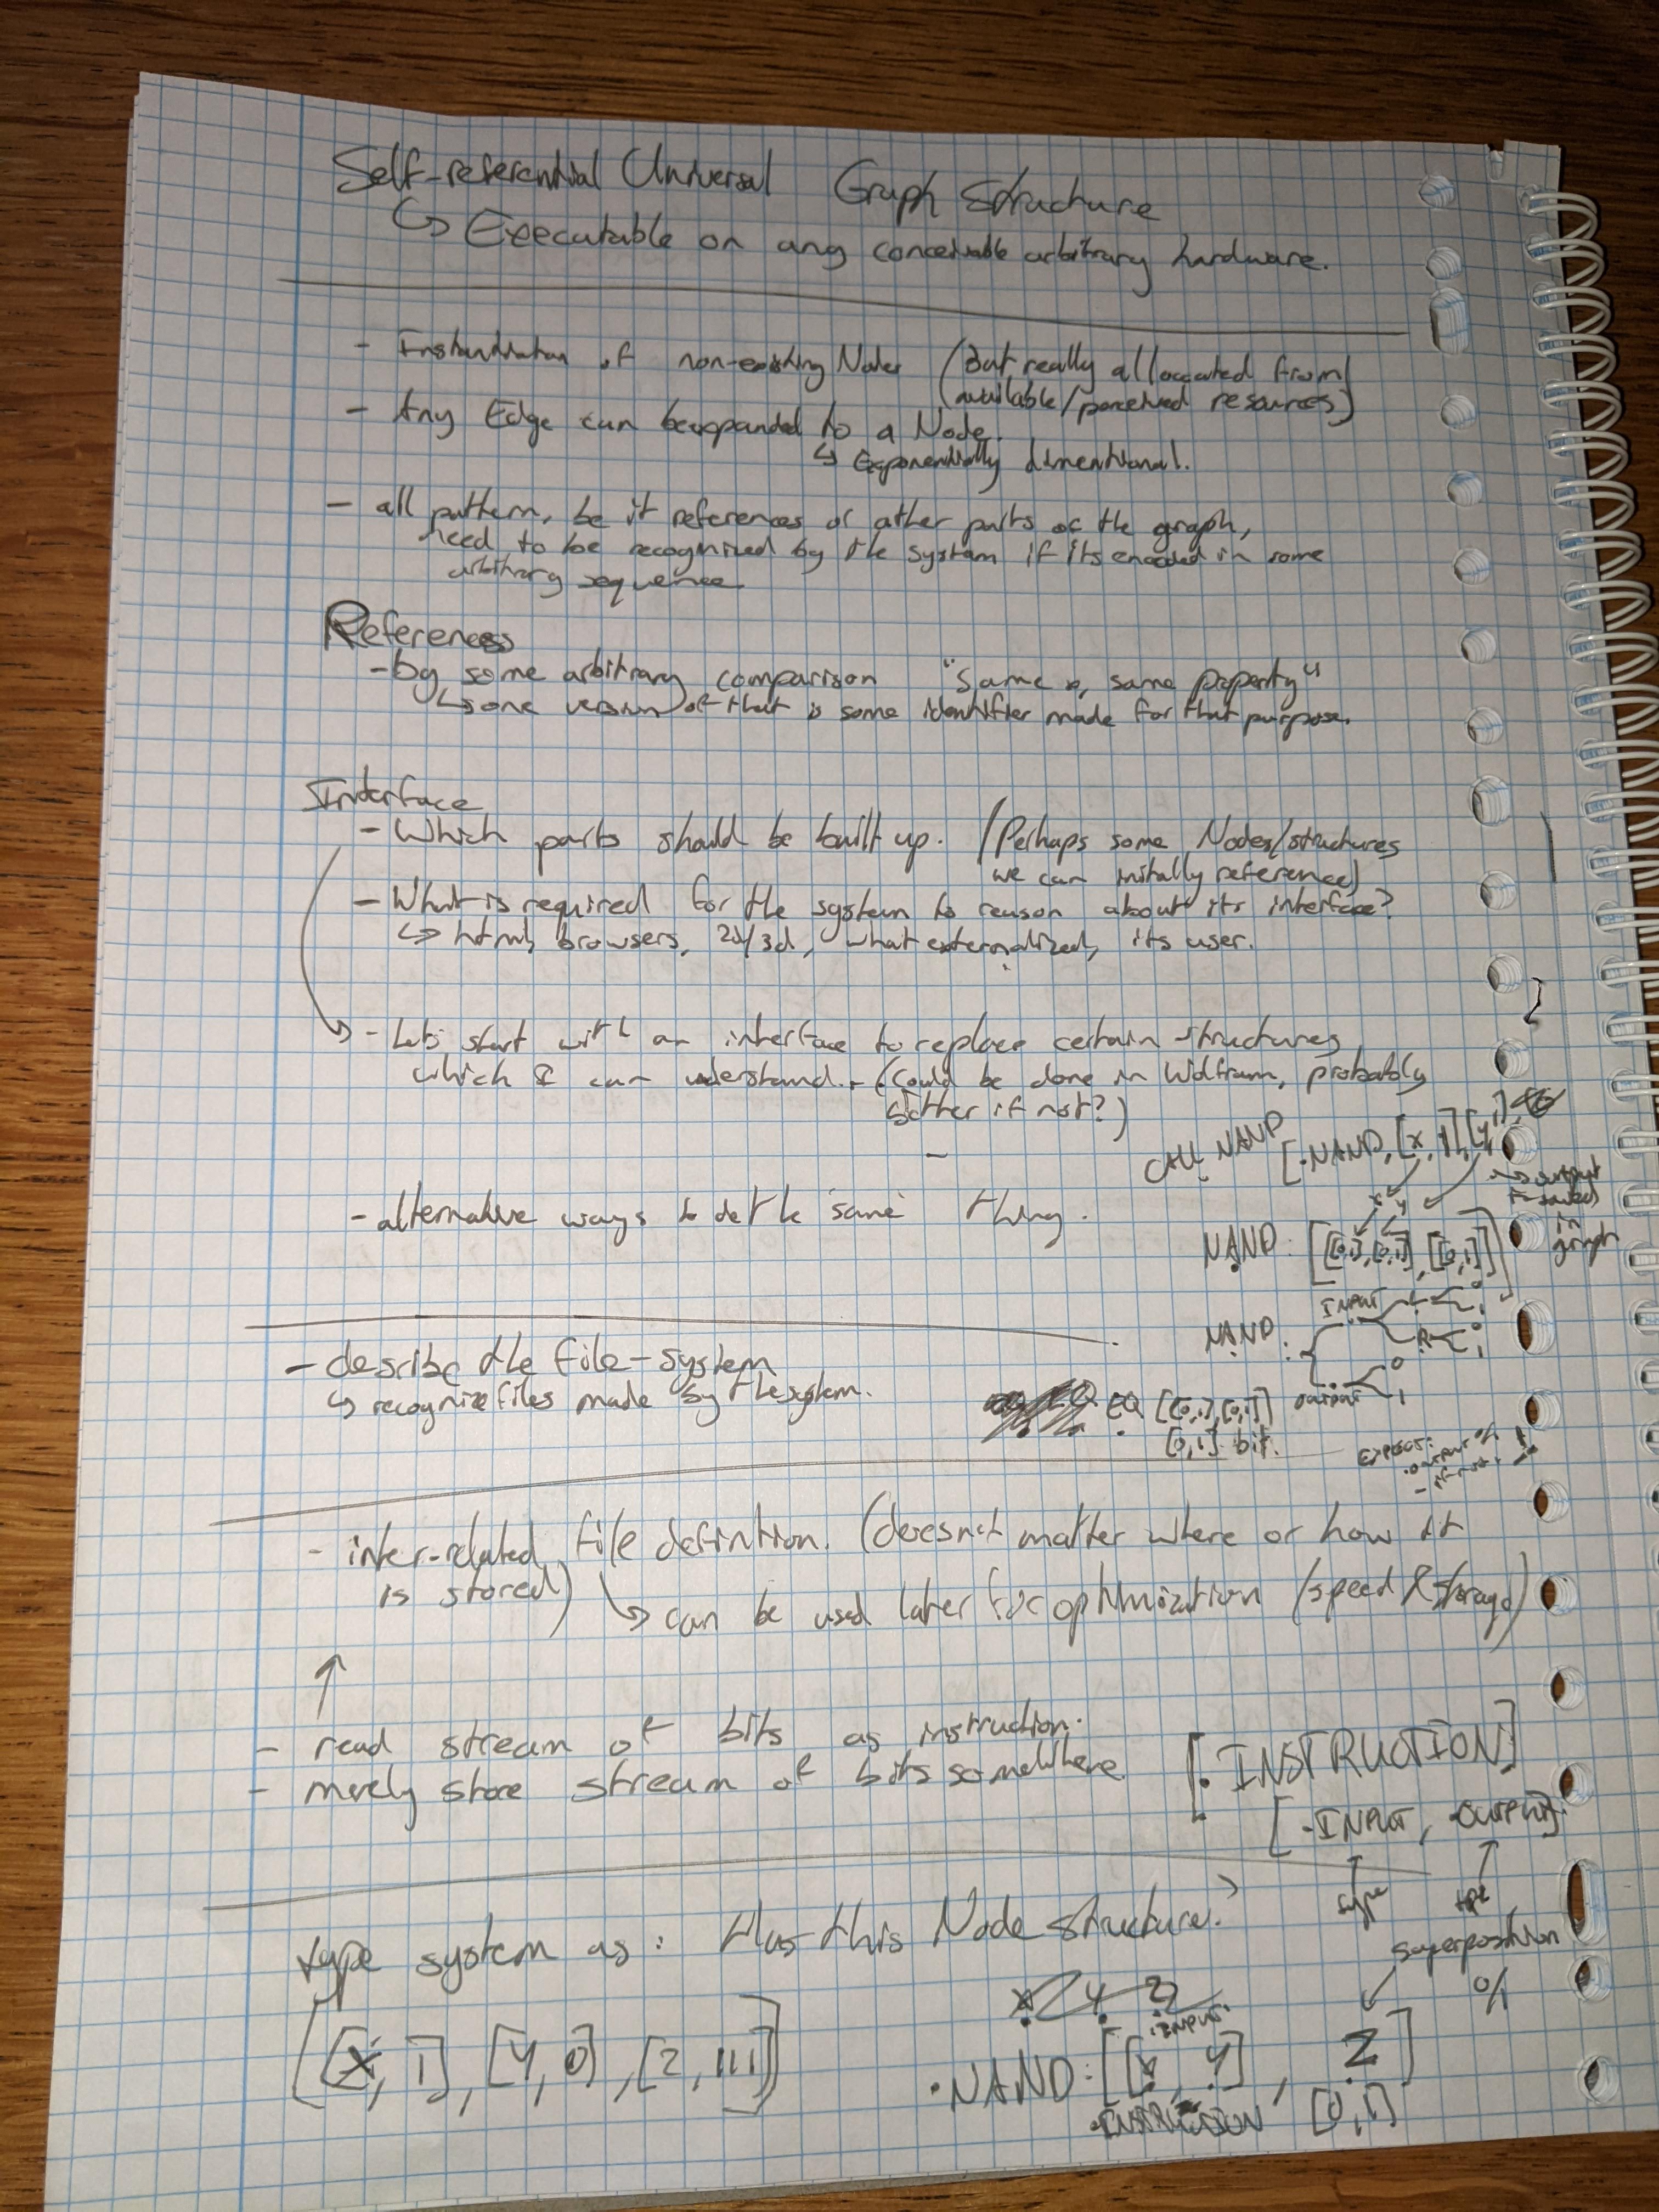 Self-referential Universal Graph Structure
↳ Executable on any conceivable arbitrary hardware.
- Instantiation of non-existing Nodes (But really allocated from
available/perceived resources)
- Any Edge can be expanded to a Node.
↳ Exponentially dimentional.
- all pattern, be it references or other parts of the graph,
need to be recognized by the system if its encoded in some
arbitrary sequence
References
- by some arbitrary comparison "Same as, same property"
↳ one version of that is some identifier made for that purpose.
Interface
- Which parts should be built up. (Perhaps some Nodes/structures
we can initally reference)
- What is required for the system to reason about its interface?
↳ html, browsers, 2d/3d, what externalized, its user.
- Lets start with an interface to replace certain structures
which I can understand. - (Could be done in Wolfram, probably
better if not?)
-
CALL NAND [.NAND, [x, 1], [y,
output
in
graph
- alternative ways to def the same thing.
x y
NAND: [[[0,1],[0,1]], [[0,1]]]
INPUT L 0 1
NAND: R 0 1
OUTPUT 0 1
- describe the file-system
↳ recognize files made by the system.
EQ [[0,1],[0,1]]
[0,1] bit.
- inter-related file defintion. (doesn't matter where or how it
is stored) ↳ can be used later for optimization (speed & storage)
- read stream of bits as instruction.
- merely store stream of bits somewhere.
[. INSTRUCTION]
[.INPUT, .OUTPUT]
type type
superposition
0/1
type system as: Has this Node structure?
[[X, 1], [Y, 0], [Z, 111]]
x y z
.INPUT.
.NAND: [[x, y], Z]
.INSTRUCTION [0,1]